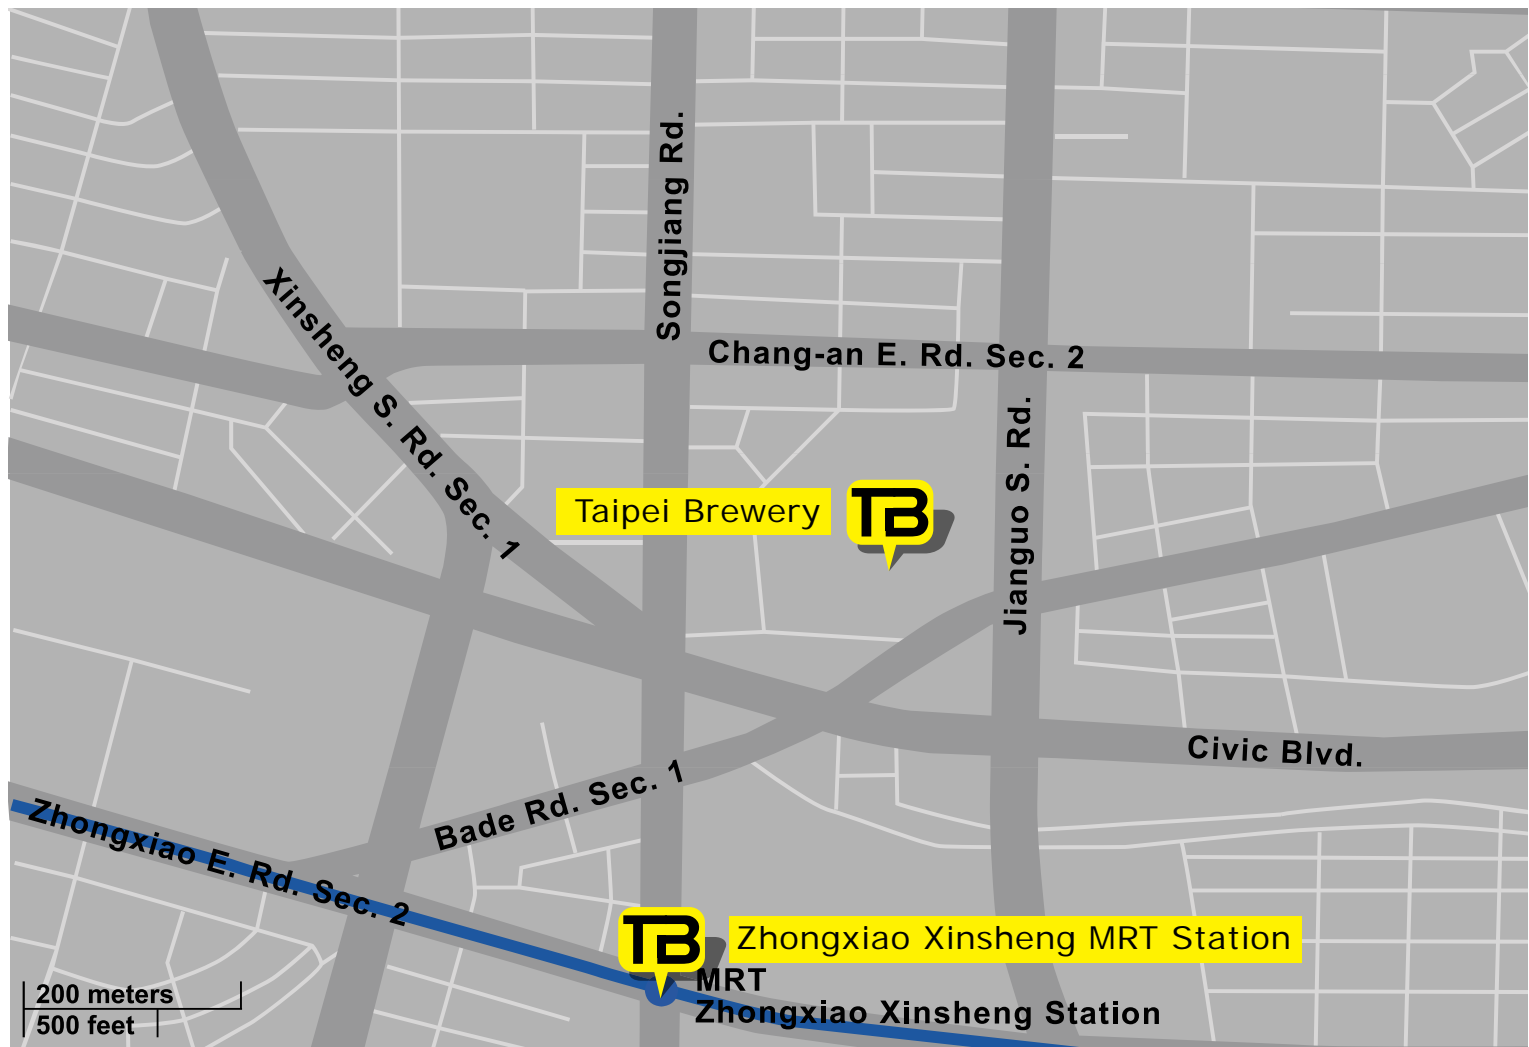 Songjiang Rd.
Xinsheng S. Rd. Sec. 1
Chang-an E. Rd. Sec. 2
Jianguo S. Rd.
Taipei Brewery
TB
Civic Blvd.
Bade Rd. Sec. 1
Zhongxiao E. Rd. Sec. 2
TB
Zhongxiao Xinsheng MRT Station
MRT
Zhongxiao Xinsheng Station
200 meters
500 feet